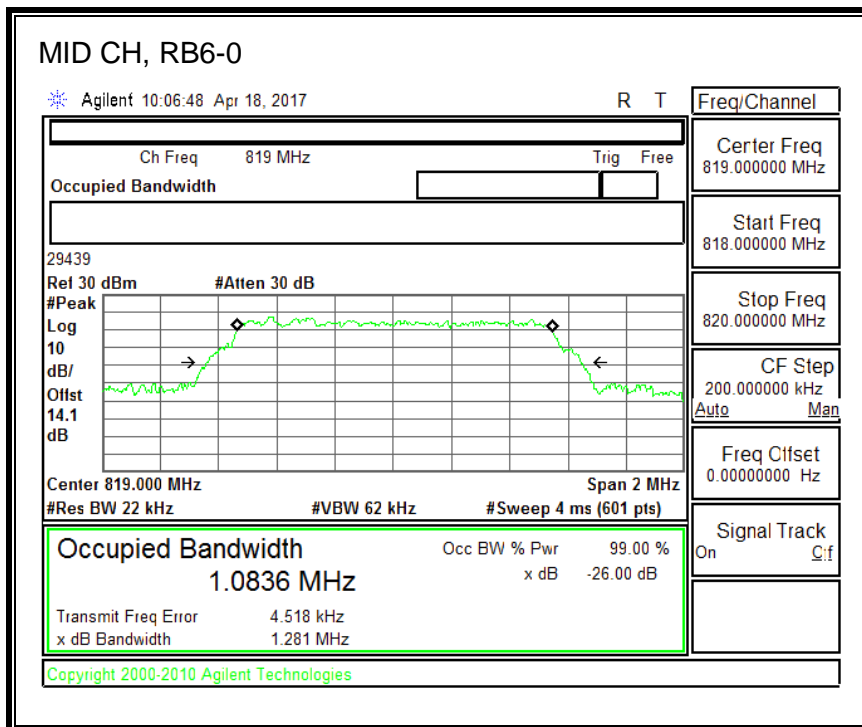 MID CH, RB6-0
Agilent 10:06:48 Apr 18, 2017 R T
Ch Freq 819 MHz Trig Free
Occupied Bandwidth
29439
Ref 30 dBm #Atten 30 dB
#Peak
Log
10
dB/
Offst
14.1
dB
Center 819.000 MHz Span 2 MHz
#Res BW 22 kHz #VBW 62 kHz #Sweep 4 ms (601 pts)
Occupied Bandwidth Occ BW % Pwr 99.00 %
1.0836 MHz x dB -26.00 dB
Transmit Freq Error 4.518 kHz
x dB Bandwidth 1.281 MHz
Copyright 2000-2010 Agilent Technologies
Freq/Channel
Center Freq
819.000000 MHz
Start Freq
818.000000 MHz
Stop Freq
820.000000 MHz
CF Step
200.000000 kHz
Auto Man
Freq Offset
0.00000000 Hz
Signal Track
On Off